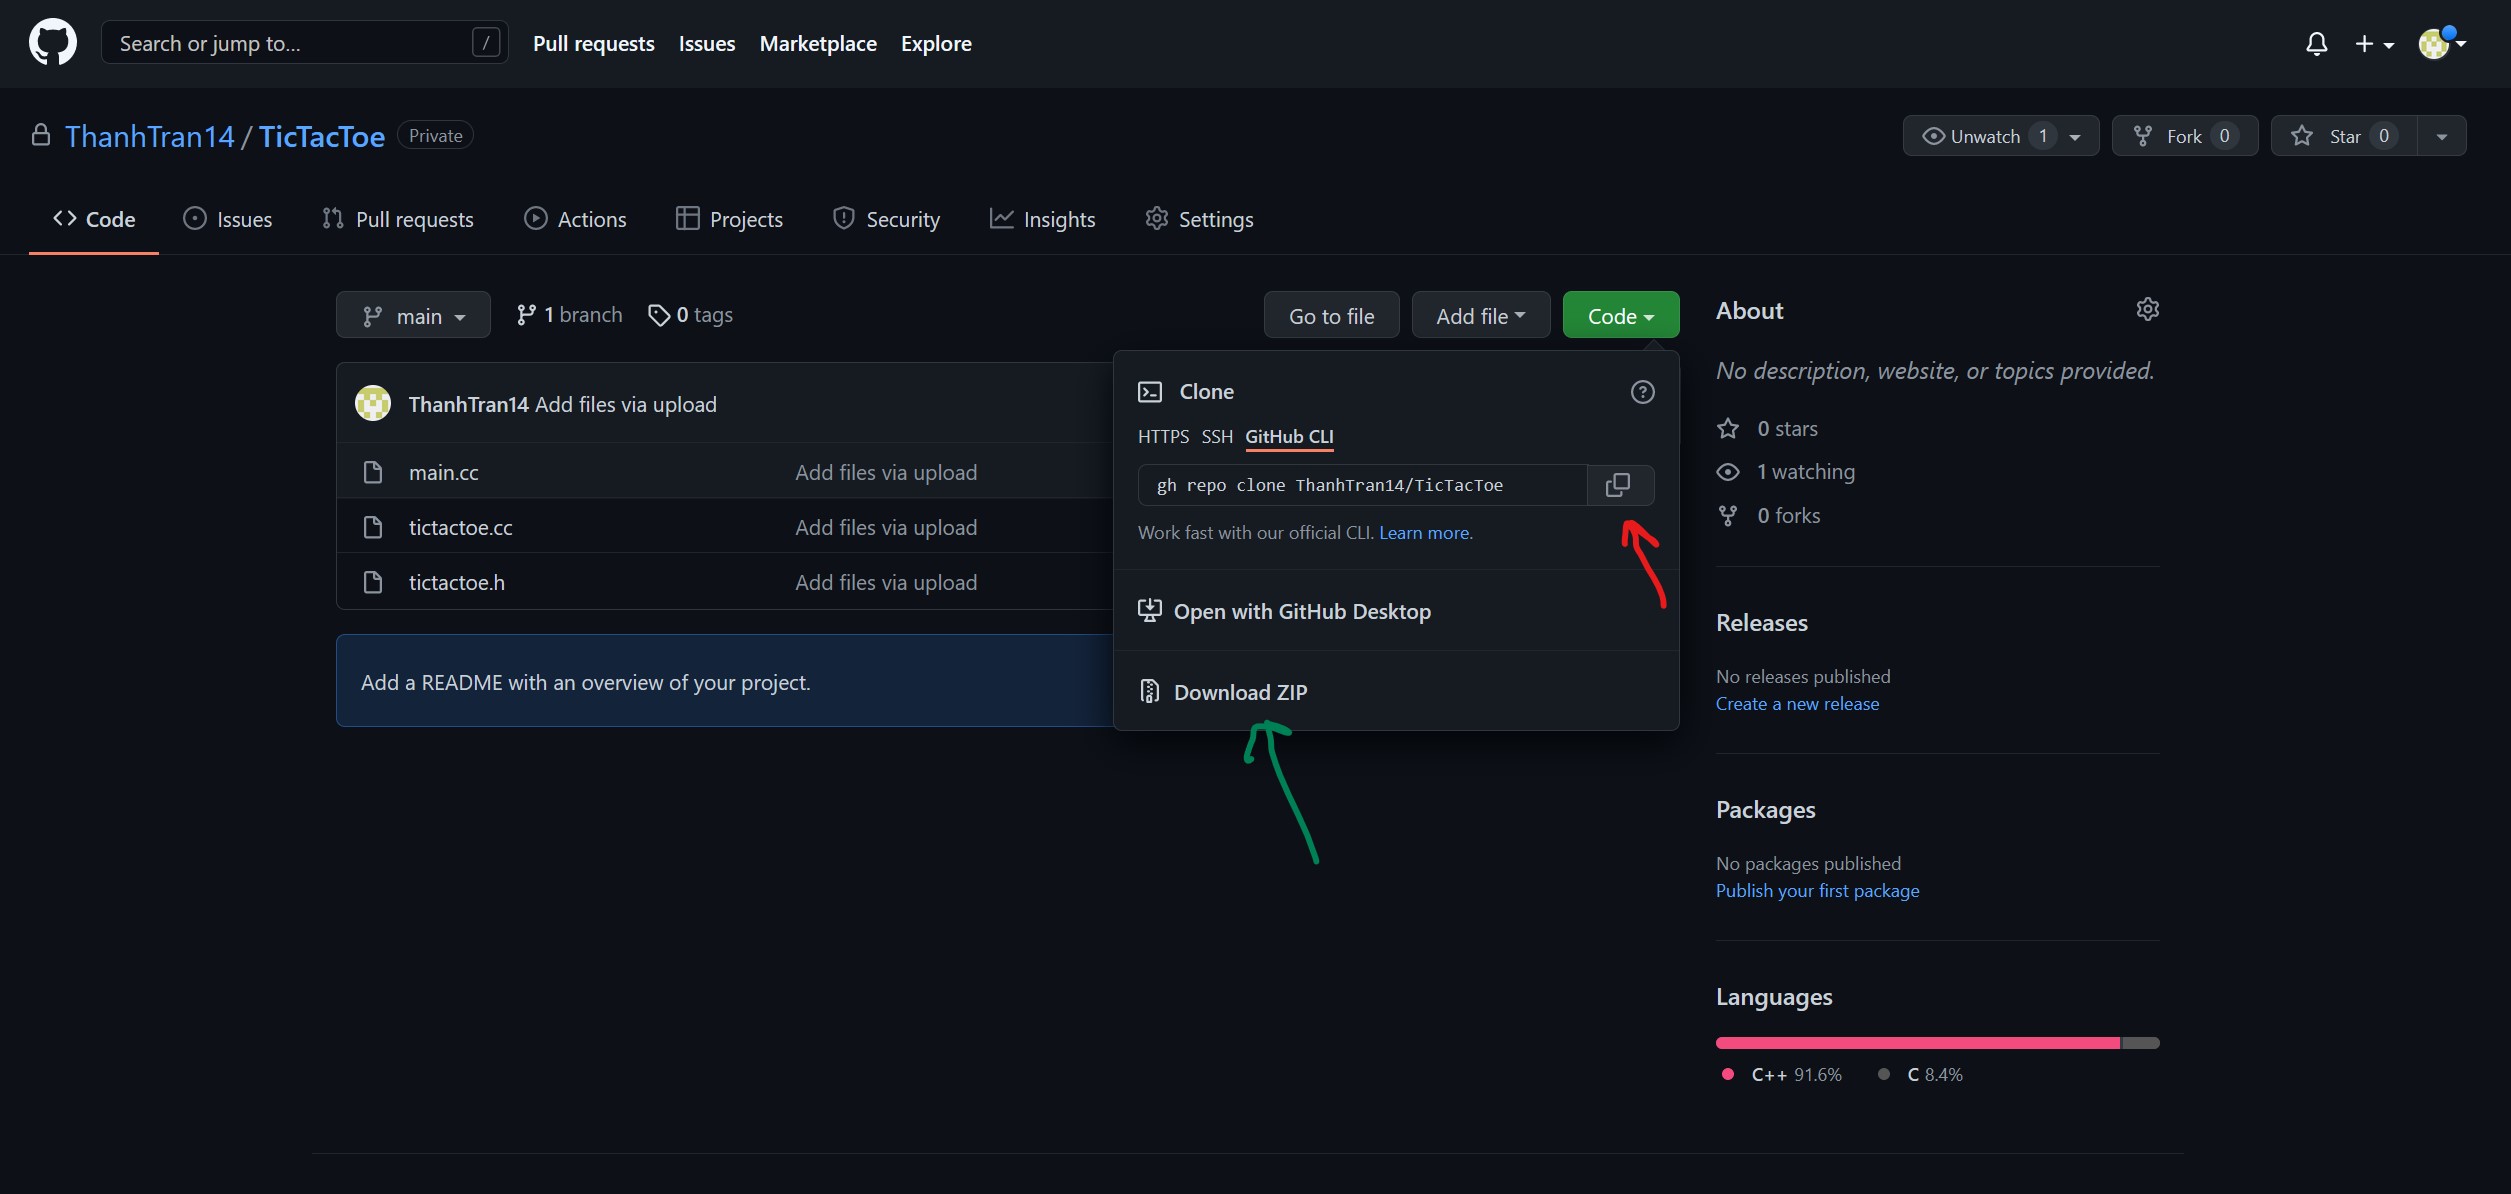 Search or jump to... /
Pull requests Issues Marketplace Explore
ThanhTran14 / TicTacToe Private
Unwatch 1 Fork 0 Star 0
Code Issues Pull requests Actions Projects Security Insights Settings
main 1 branch 0 tags
Go to file Add file Code
ThanhTran14 Add files via upload
main.cc Add files via upload
tictactoe.cc Add files via upload
tictactoe.h Add files via upload
Add a README with an overview of your project.
Clone
HTTPS SSH GitHub CLI
gh repo clone ThanhTran14/TicTacToe
Work fast with our official CLI. Learn more.
Open with GitHub Desktop
Download ZIP
About
No description, website, or topics provided.
0 stars
1 watching
0 forks
Releases
No releases published
Create a new release
Packages
No packages published
Publish your first package
Languages
C++ 91.6% C 8.4%